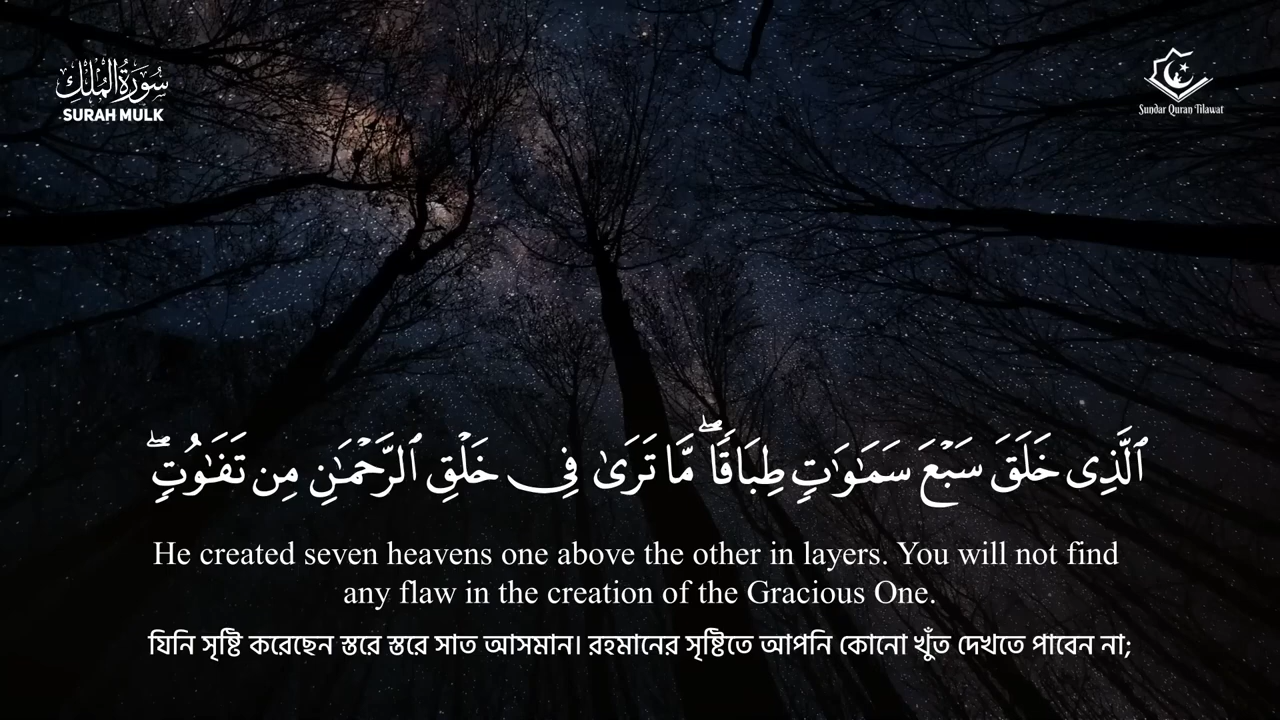 سُورَةُ الْمُلْكِ
SURAH MULK
Sundar Quran Tilawat
ٱلَّذِى خَلَقَ سَبْعَ سَمَـٰوَٰتٍ طِبَاقًا ۖ مَّا تَرَىٰ فِى خَلْقِ ٱلرَّحْمَـٰنِ مِن تَفَـٰوُتٍ ۖ
He created seven heavens one above the other in layers. You will not find
any flaw in the creation of the Gracious One.
যিনি সৃষ্টি করেছেন স্তরে স্তরে সাত আসমান। রহমানের সৃষ্টিতে আপনি কোনো খুঁত দেখতে পাবেন না;